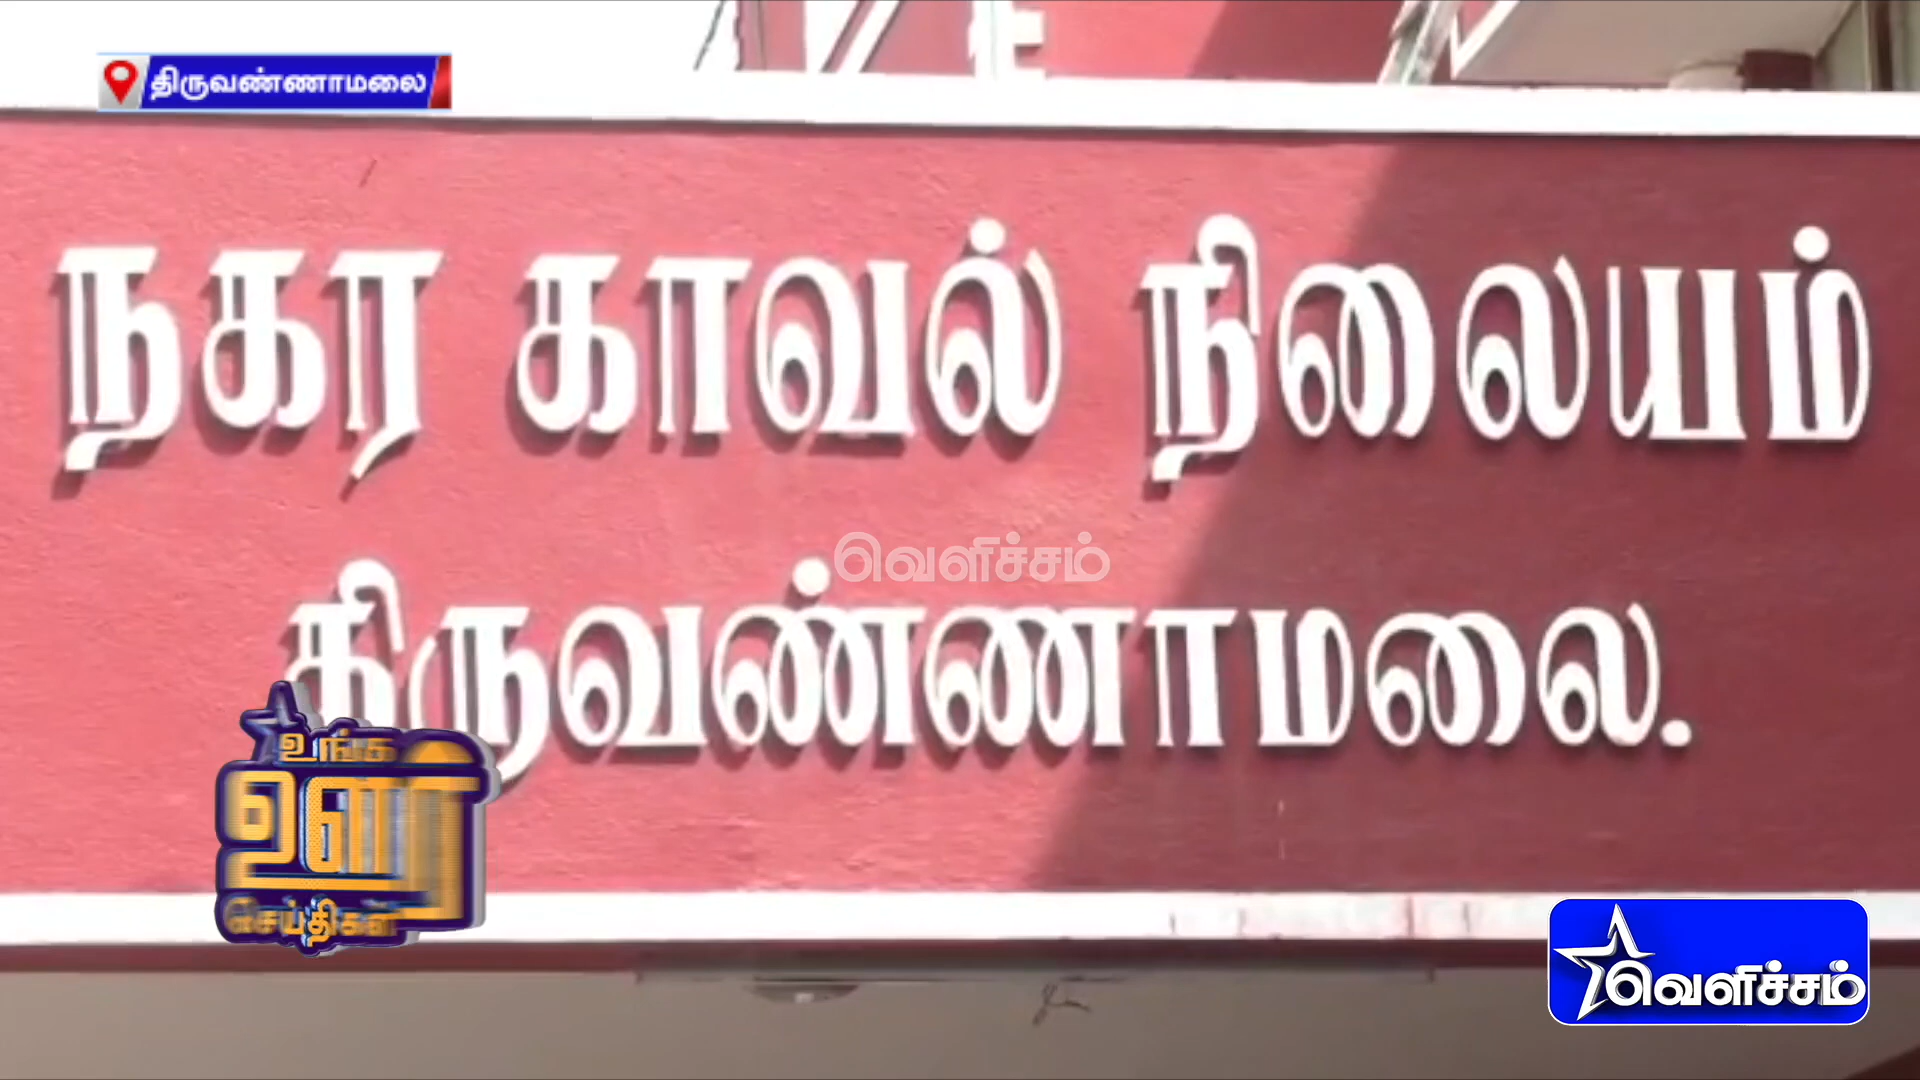 திருவண்ணாமலை
நகர காவல் நிலையம்
வெளிச்சம்
திருவண்ணாமலை.
உங்க
ஊர்
செய்திகள்
வெளிச்சம்